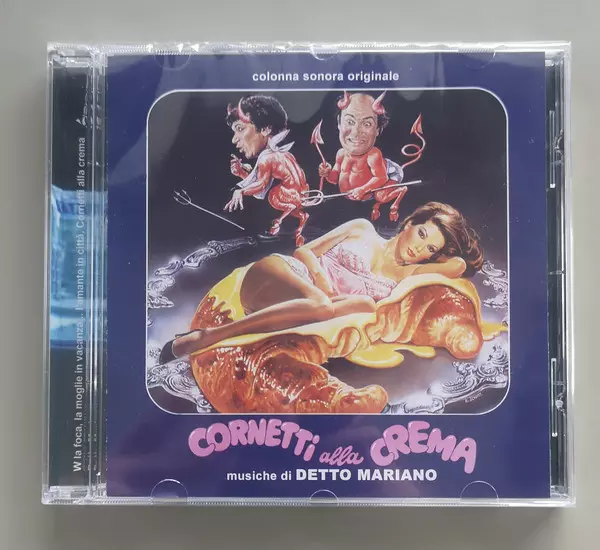 colonna sonora originale
CORNETTI alla CREMA
musiche di DETTO MARIANO
W la foca, la moglie in vacanza... l'amante in città, Cornetti alla crema